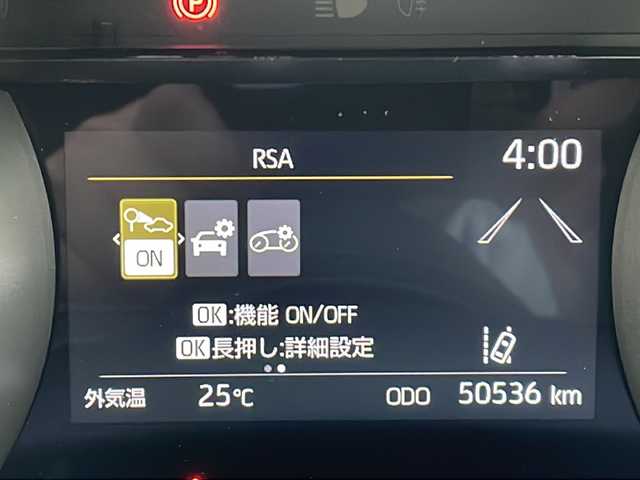 P
RSA
4:00
ON
OK:機能 ON/OFF
OK長押し:詳細設定
外気温 25℃ ODO 50536 km